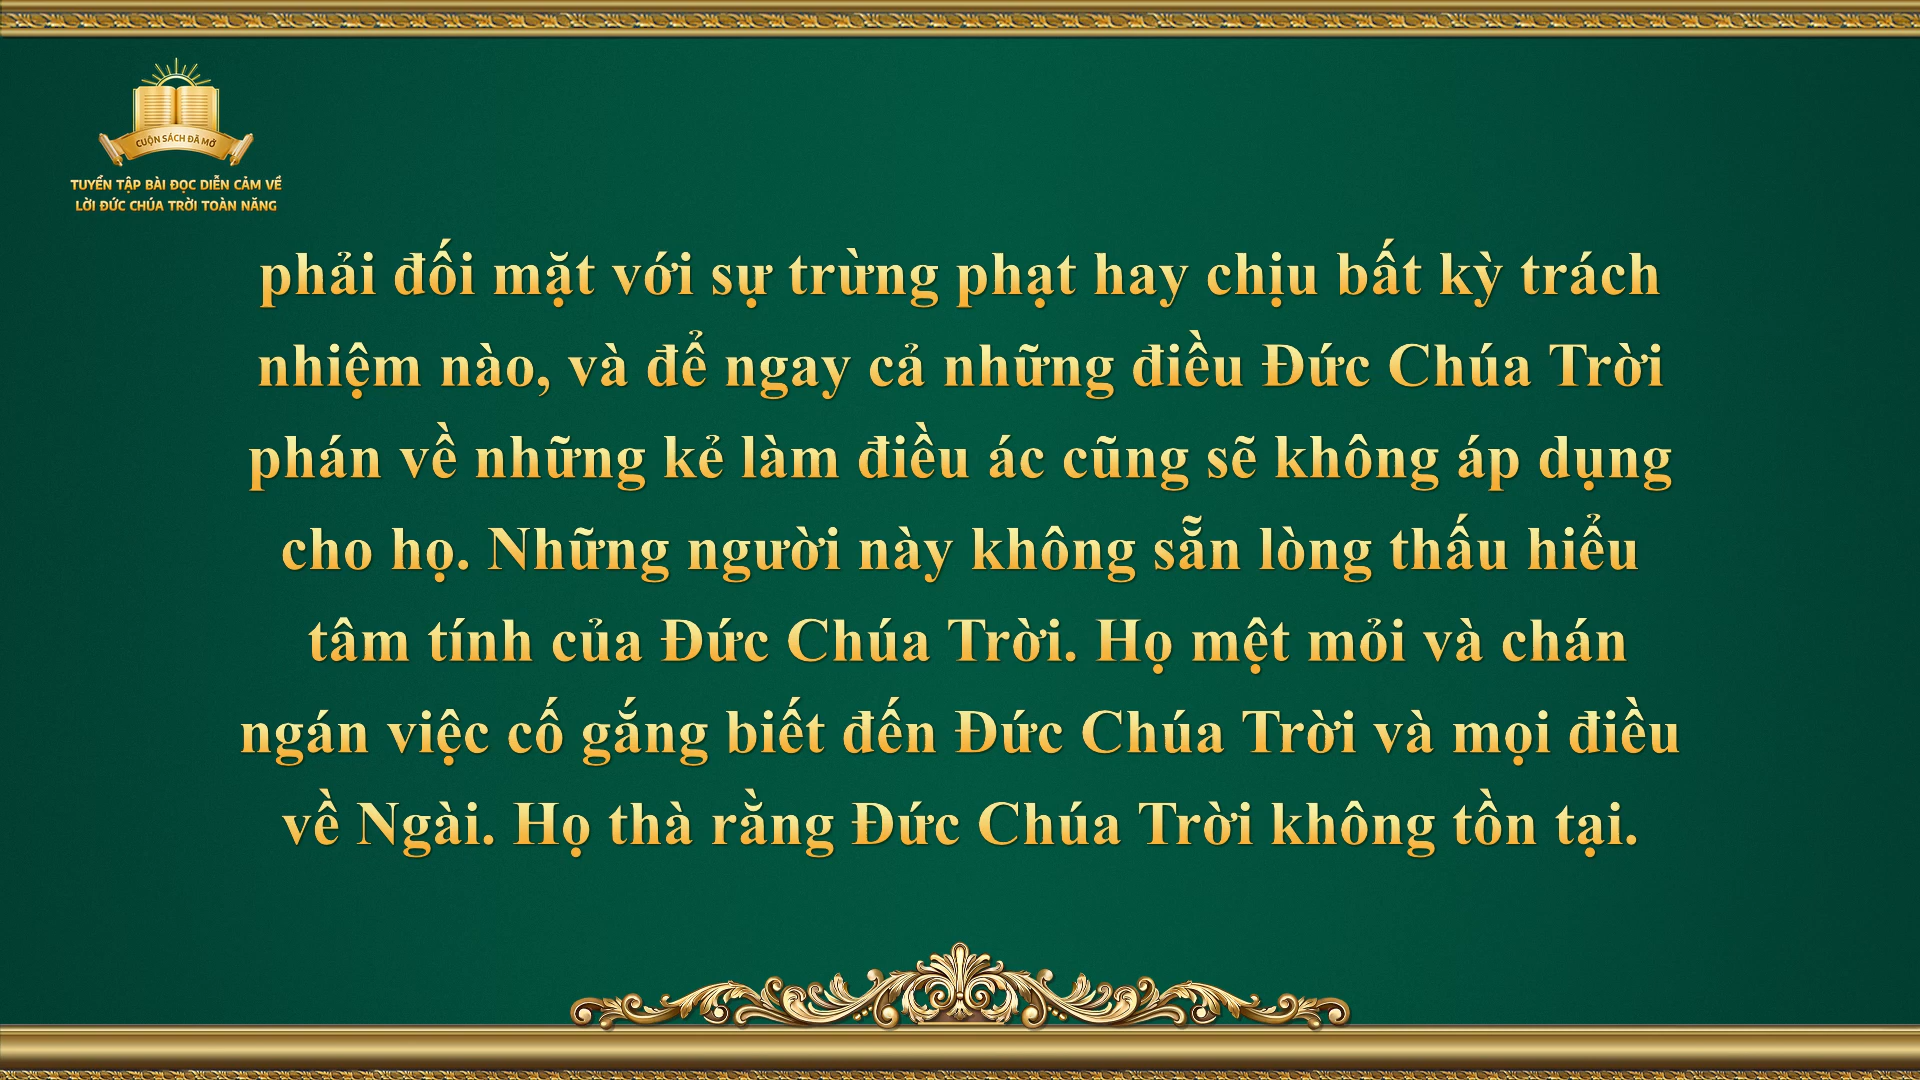 CUỘN SÁCH ĐÃ MỞ
TUYỂN TẬP BÀI ĐỌC DIỄN CẢM VỀ
LỜI ĐỨC CHÚA TRỜI TOÀN NĂNG
phải đối mặt với sự trừng phạt hay chịu bất kỳ trách
nhiệm nào, và để ngay cả những điều Đức Chúa Trời
phán về những kẻ làm điều ác cũng sẽ không áp dụng
cho họ. Những người này không sẵn lòng thấu hiểu
tâm tính của Đức Chúa Trời. Họ mệt mỏi và chán
ngán việc cố gắng biết đến Đức Chúa Trời và mọi điều
về Ngài. Họ thà rằng Đức Chúa Trời không tồn tại.